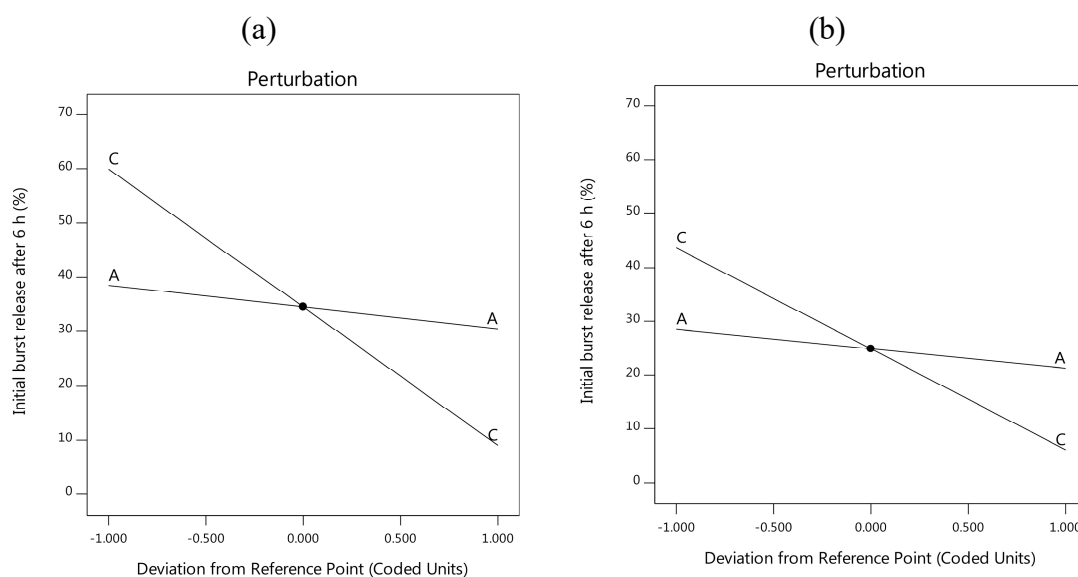 (a)
Perturbation
Initial burst release after 6 h (%)
70
60
50
40
30
20
10
0
C
A
A
C
-1.000
-0.500
0.000
0.500
1.000
Deviation from Reference Point (Coded Units)
(b)
Perturbation
Initial burst release after 6 h (%)
70
60
50
40
30
20
10
0
C
A
A
C
-1.000
-0.500
0.000
0.500
1.000
Deviation from Reference Point (Coded Units)